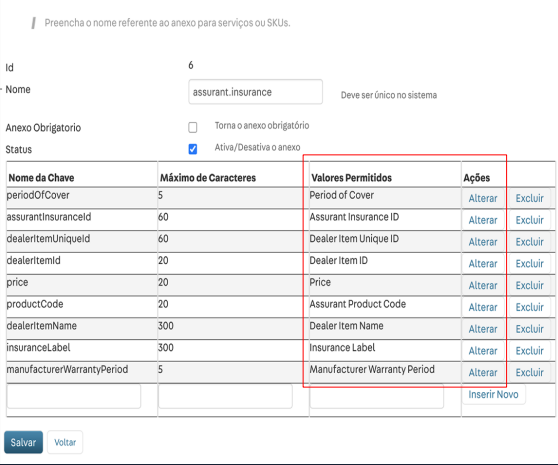 Preencha o nome referente ao anexo para serviços ou SKUs.
Id 6
Nome assurant.insurance Deve ser único no sistema
Anexo Obrigatorio Torna o anexo obrigatório
Status Ativa/Desativa o anexo
Nome da Chave Máximo de Caracteres Valores Permitidos Ações
periodOfCover 5 Period of Cover Alterar Excluir
assurantInsuranceId 60 Assurant Insurance ID Alterar Excluir
dealerItemUniqueId 60 Dealer Item Unique ID Alterar Excluir
dealerItemId 20 Dealer Item ID Alterar Excluir
price 20 Price Alterar Excluir
productCode 20 Assurant Product Code Alterar Excluir
dealerItemName 300 Dealer Item Name Alterar Excluir
insuranceLabel 300 Insurance Label Alterar Excluir
manufacturerWarrantyPeriod 5 Manufacturer Warranty Period Alterar Excluir
Inserir Novo
Salvar Voltar